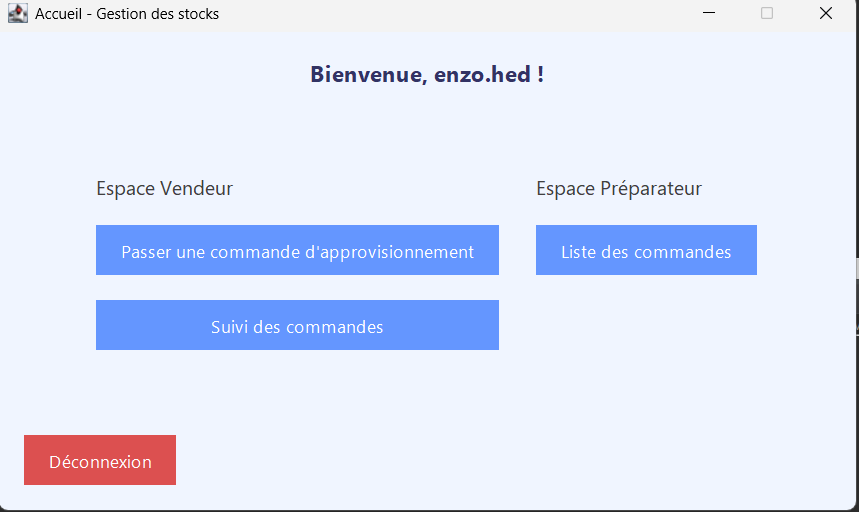 Accueil - Gestion des stocks
Bienvenue, enzo.hed !
Espace Vendeur
Passer une commande d'approvisionnement
Suivi des commandes
Espace Préparateur
Liste des commandes
Déconnexion